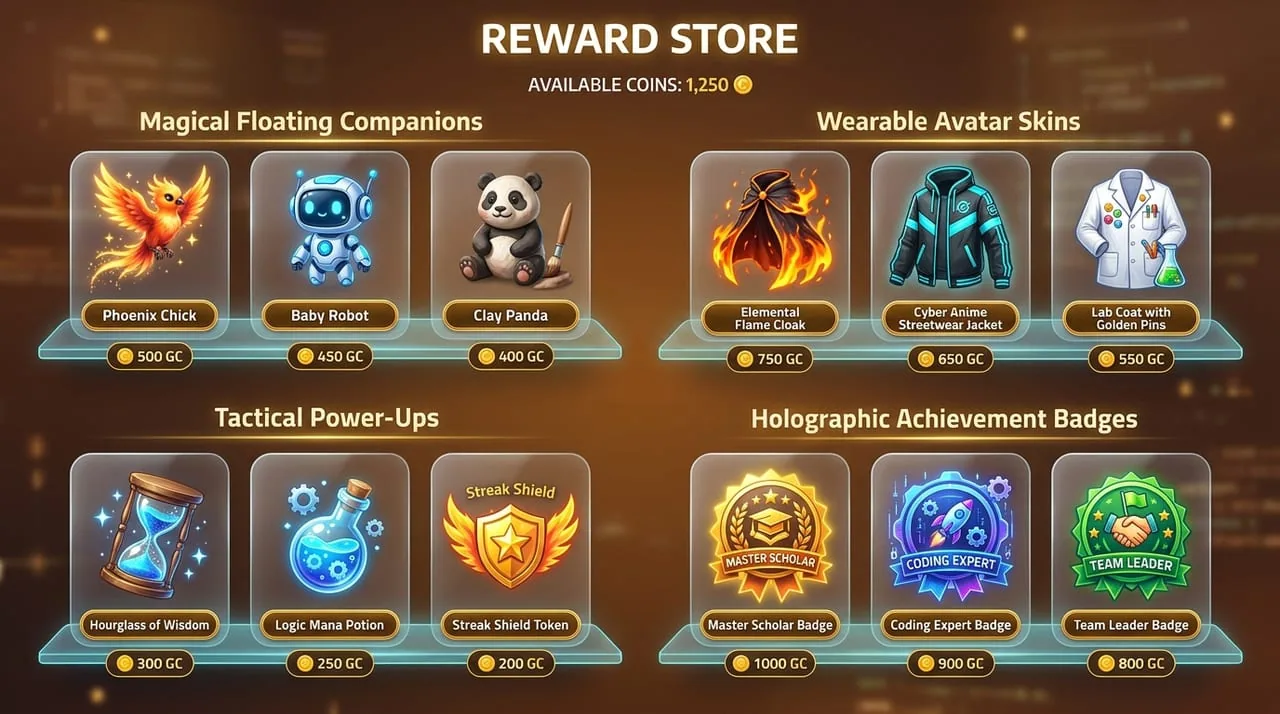 REWARD STORE
AVAILABLE COINS: 1,250
Magical Floating Companions
Phoenix Chick
Baby Robot
Clay Panda
500 GC
450 GC
400 GC
Wearable Avatar Skins
Elemental
Flame Cloak
Cyber Anime
Streetwear Jacket
Lab Coat with
Golden Pins
750 GC
650 GC
550 GC
Tactical Power-Ups
Streak Shield
Hourglass of Wisdom
Logic Mana Potion
Streak Shield Token
300 GC
250 GC
200 GC
Holographic Achievement Badges
MASTER SCHOLAR
CODING EXPERT
TEAM LEADER
Master Scholar Badge
Coding Expert Badge
Team Leader Badge
1000 GC
900 GC
800 GC